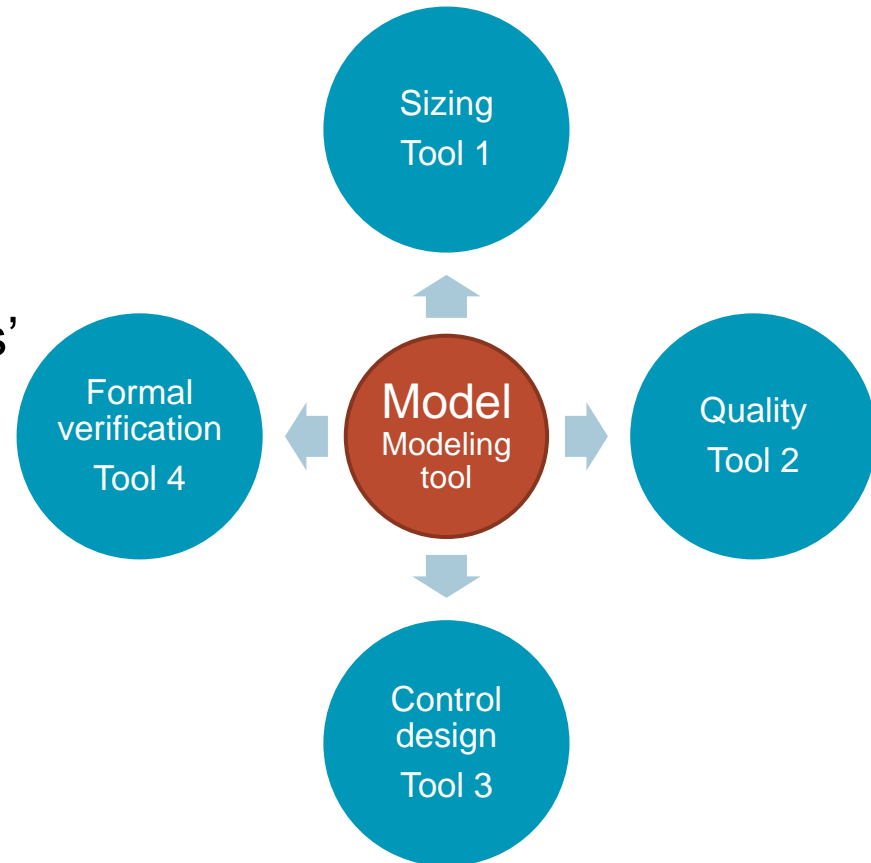 Sizing
Tool 1
s’
Formal
verification
Tool 4
Model
Modeling
tool
Quality
Tool 2
Control
design
Tool 3